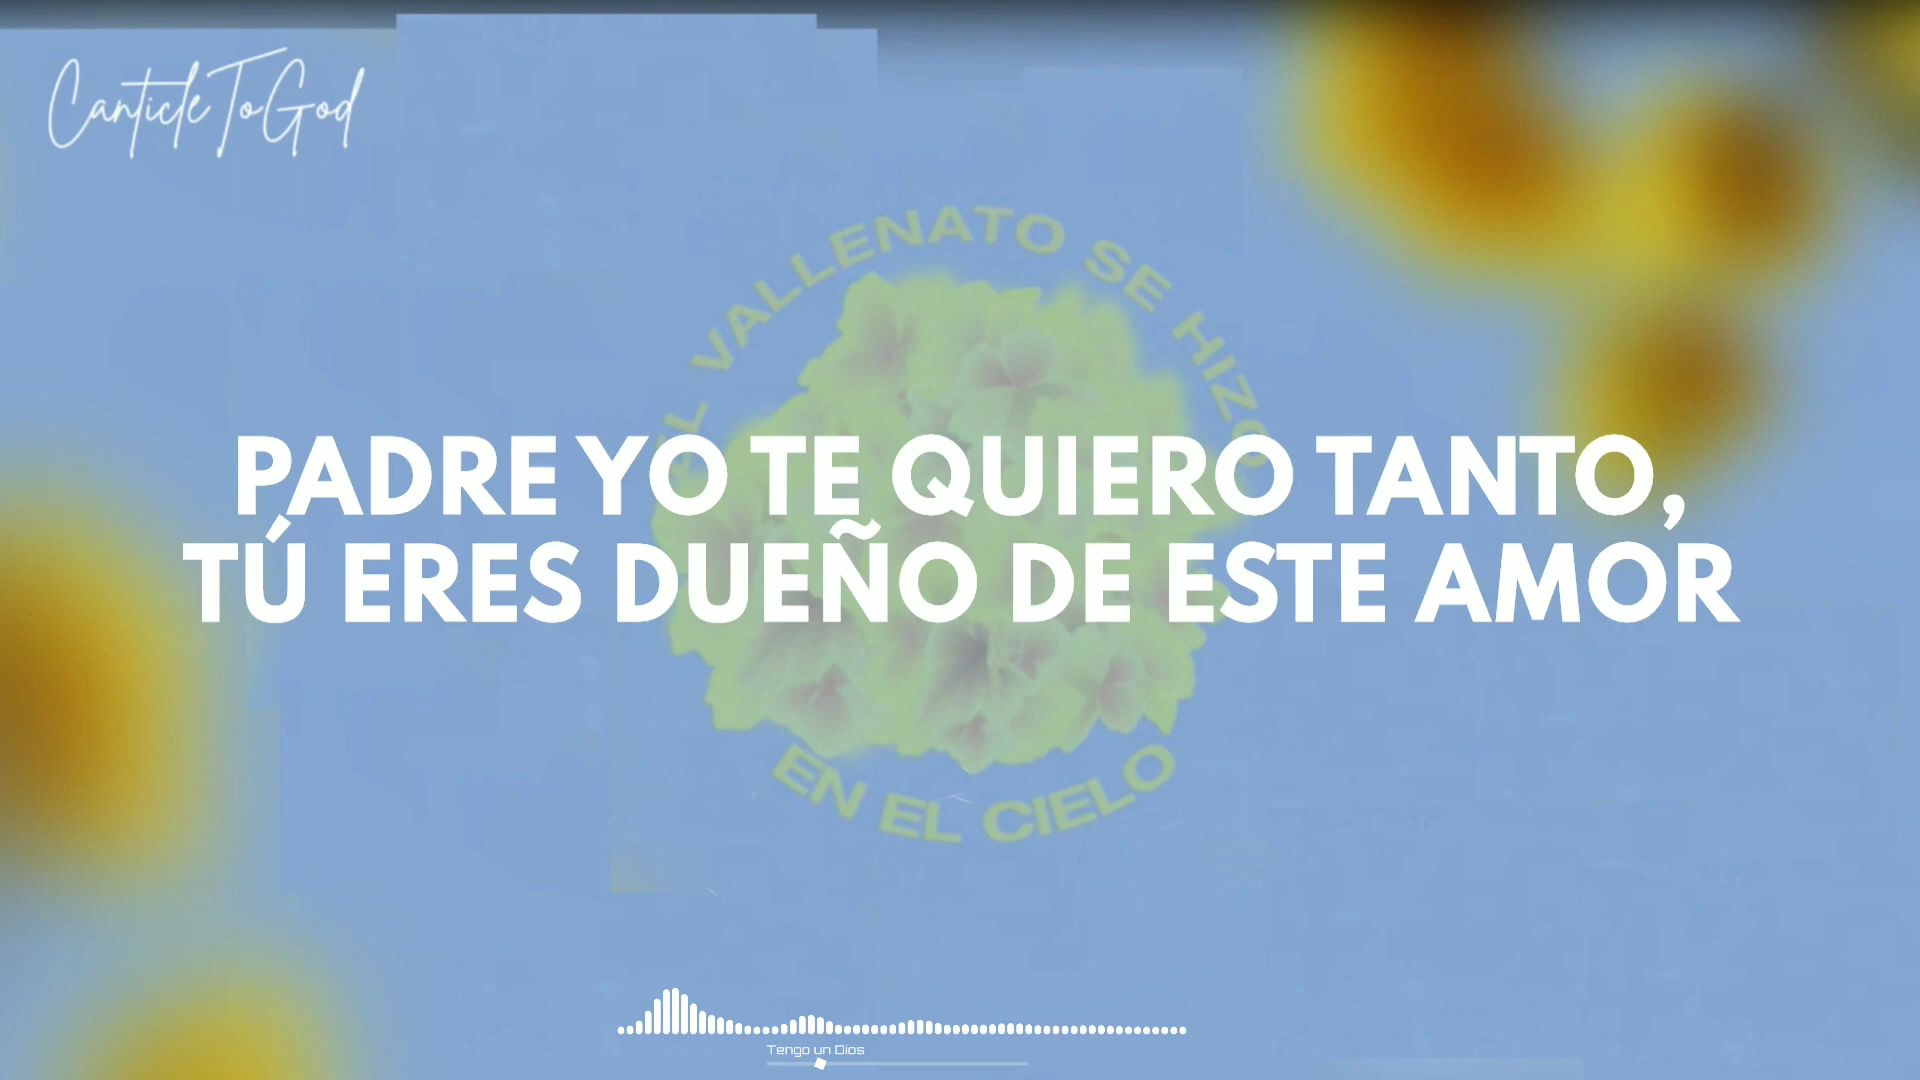 CanticleToGod
EL VALLENATO SE HIZO
PADRE YO TE QUIERO TANTO,
TÚ ERES DUEÑO DE ESTE AMOR
EN EL CIELO
Tengo un Dios